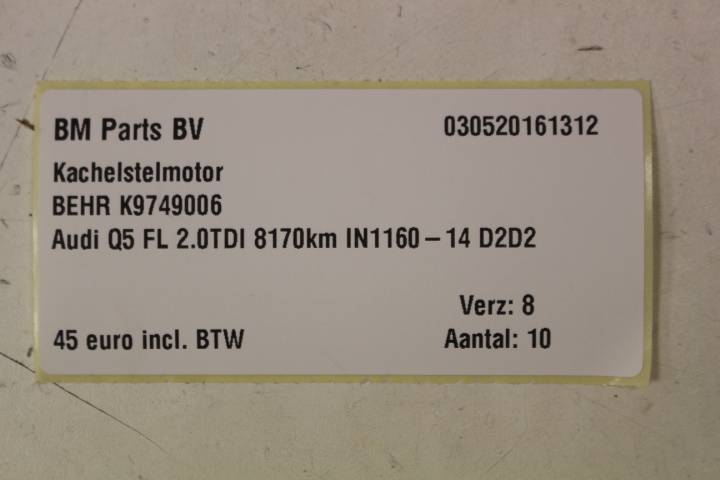 BM Parts BV 030520161312
Kachelstelmotor
BEHR K9749006
Audi Q5 FL 2.0TDI 8170km IN1160 – 14 D2D2
Verz: 8
45 euro incl. BTW Aantal: 10